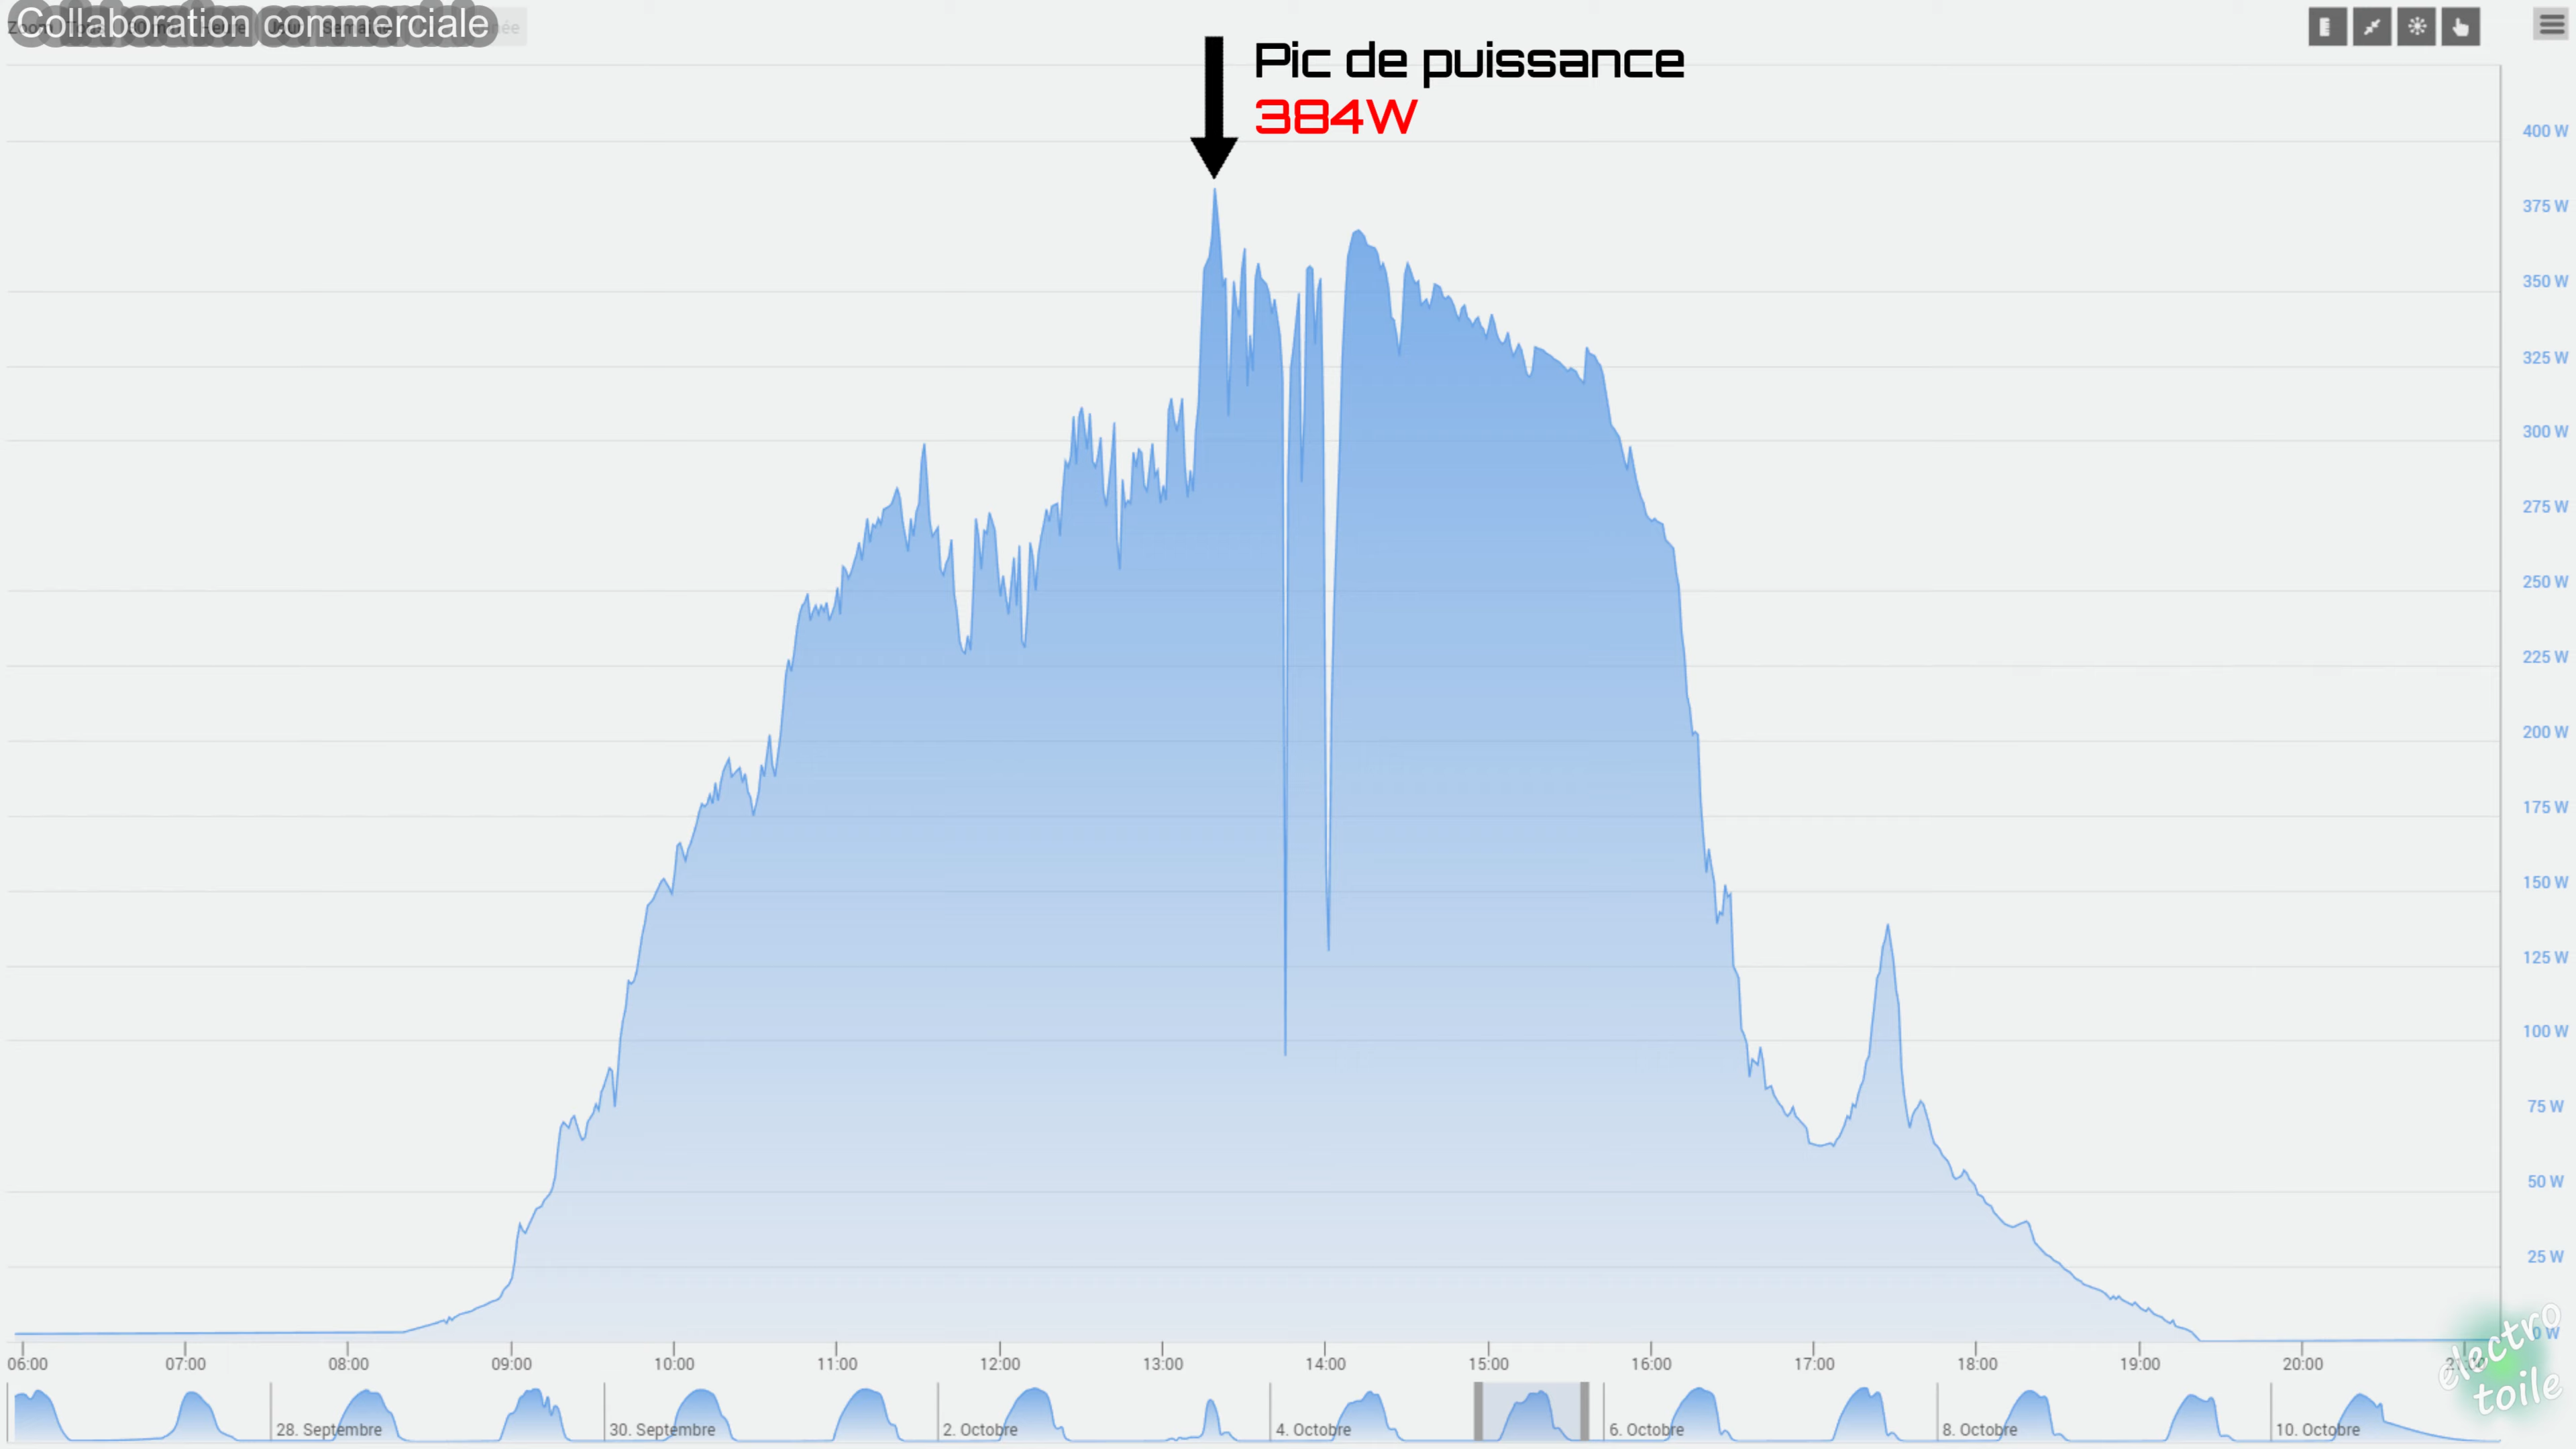 Collaboration commerciale
Pic de puissance
384W
400 W
375 W
350 W
325 W
300 W
275 W
250 W
225 W
200 W
175 W
150 W
125 W
100 W
75 W
50 W
25 W
0 W
06:00 07:00 08:00 09:00 10:00 11:00 12:00 13:00 14:00 15:00 16:00 17:00 18:00 19:00 20:00
28. Septembre 30. Septembre 2. Octobre 4. Octobre 6. Octobre 8. Octobre 10. Octobre
electro
toile